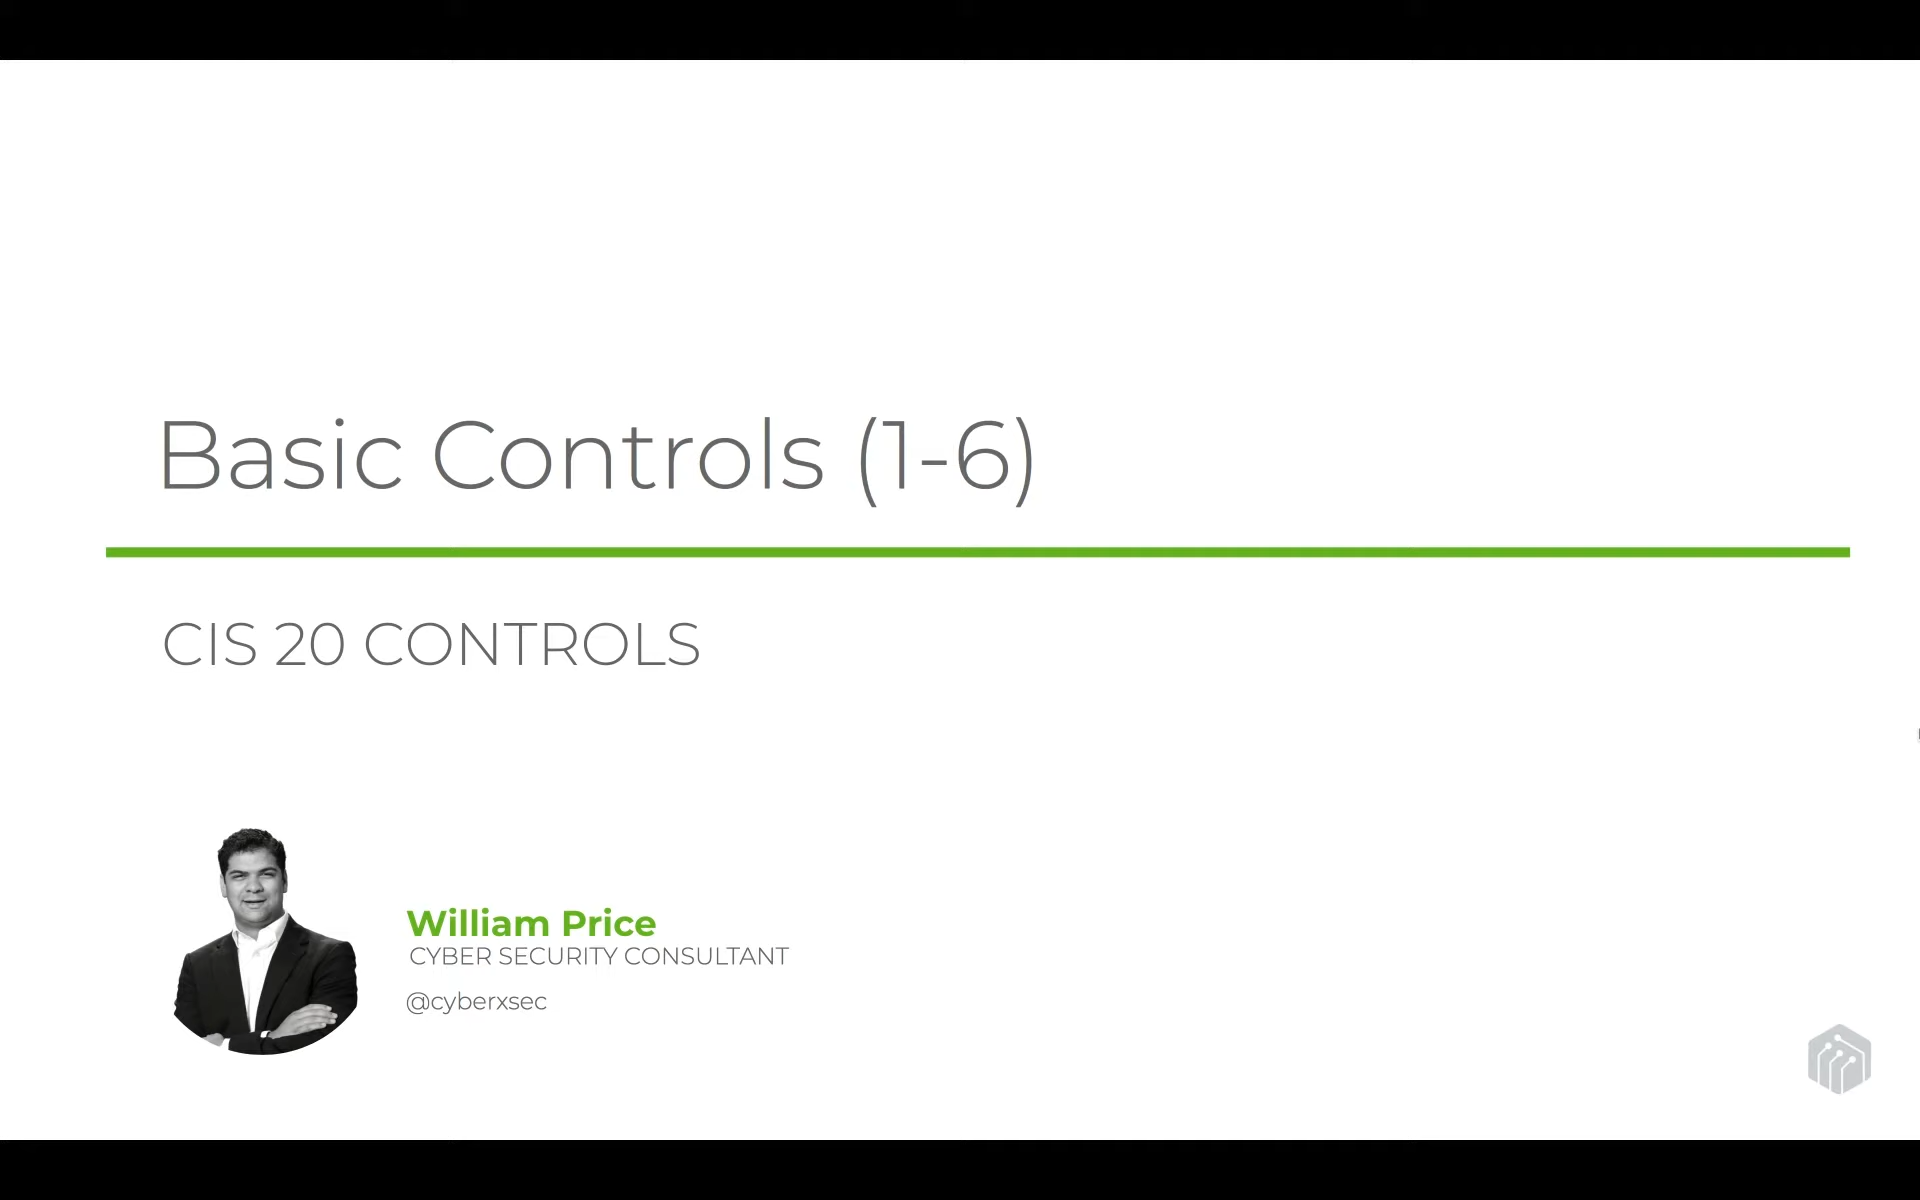 Basic Controls (1-6)
CIS 20 CONTROLS
William Price
CYBER SECURITY CONSULTANT
@cyberxsec